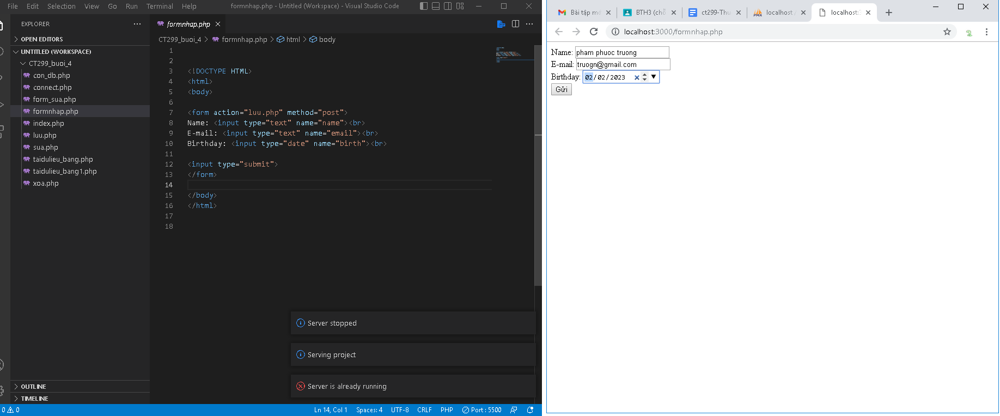 File Edit Selection View Go Run Terminal Help formnhap.php - Untitled (Workspace) - Visual Studio Code
EXPLORER
OPEN EDITORS
UNTITLED (WORKSPACE)
CT299_buoi_4
con_db.php
connect.php
form_sua.php
formnhap.php
index.php
luu.php
sua.php
taidulieu_bang.php
taidulieu_bang1.php
xoa.php
OUTLINE
TIMELINE
formnhap.php
CT299_buoi_4 > formnhap.php > html > body
1
2
3 <!DOCTYPE HTML>
4 <html>
5 <body>
6
7 <form action="luu.php" method="post">
8 Name: <input type="text" name="name"><br>
9 E-mail: <input type="text" name="email"><br>
10 Birthday: <input type="date" name="birth"><br>
11
12 <input type="submit">
13 </form>
14
15 </body>
16 </html>
17
18
Server stopped
Serving project
Server is already running
0 0 Ln 14, Col 1 Spaces: 4 UTF-8 CRLF PHP Port : 5500
Bài tập mớ BTH3 (chỗ ct299-Thu localhost / localhost:
localhost:3000/formnhap.php
Name: pham phuoc truong
E-mail: truogn@gmail.com
Birthday: 02/02/2023
Gửi